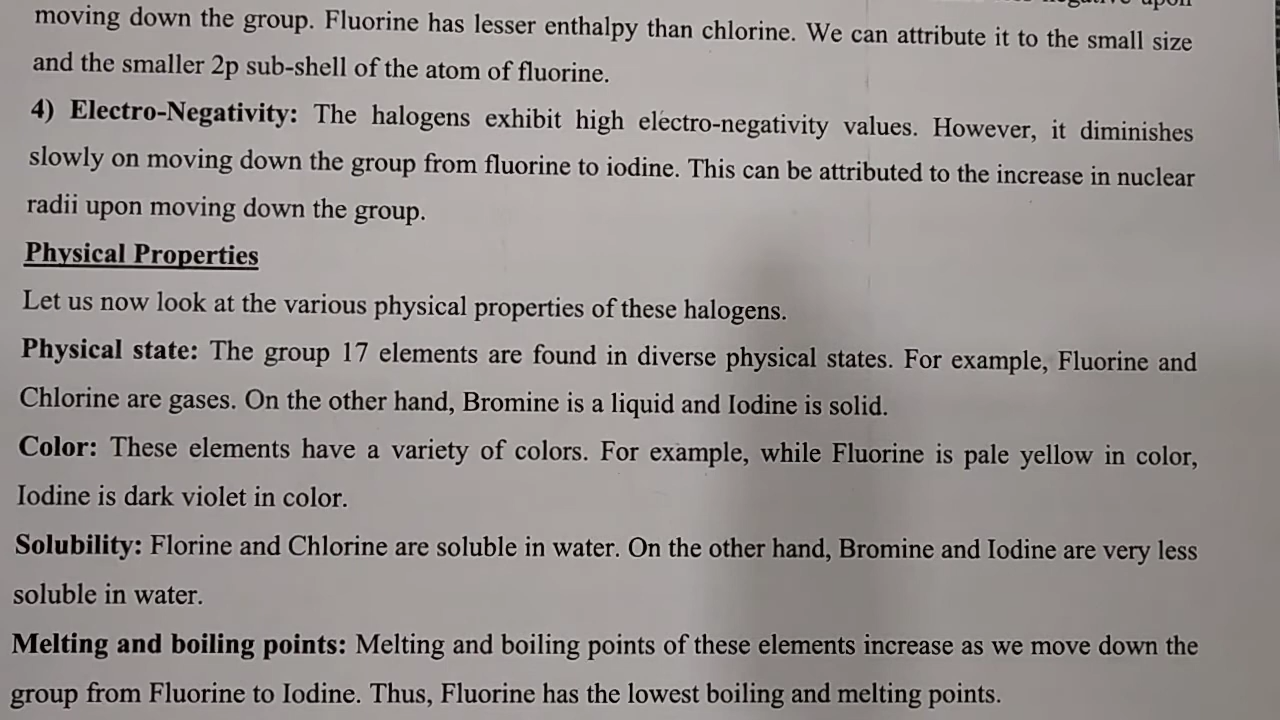 upon
moving down the group. Fluorine has lesser enthalpy than chlorine. We can attribute it to the small size
and the smaller 2p sub-shell of the atom of fluorine.
4) Electro-Negativity: The halogens exhibit high electro-negativity values. However, it diminishes
slowly on moving down the group from fluorine to iodine. This can be attributed to the increase in nuclear
radii upon moving down the group.
Physical Properties
Let us now look at the various physical properties of these halogens.
Physical state: The group 17 elements are found in diverse physical states. For example, Fluorine and
Chlorine are gases. On the other hand, Bromine is a liquid and Iodine is solid.
Color: These elements have a variety of colors. For example, while Fluorine is pale yellow in color,
Iodine is dark violet in color.
Solubility: Florine and Chlorine are soluble in water. On the other hand, Bromine and Iodine are very less
soluble in water.
Melting and boiling points: Melting and boiling points of these elements increase as we move down the
group from Fluorine to Iodine. Thus, Fluorine has the lowest boiling and melting points.